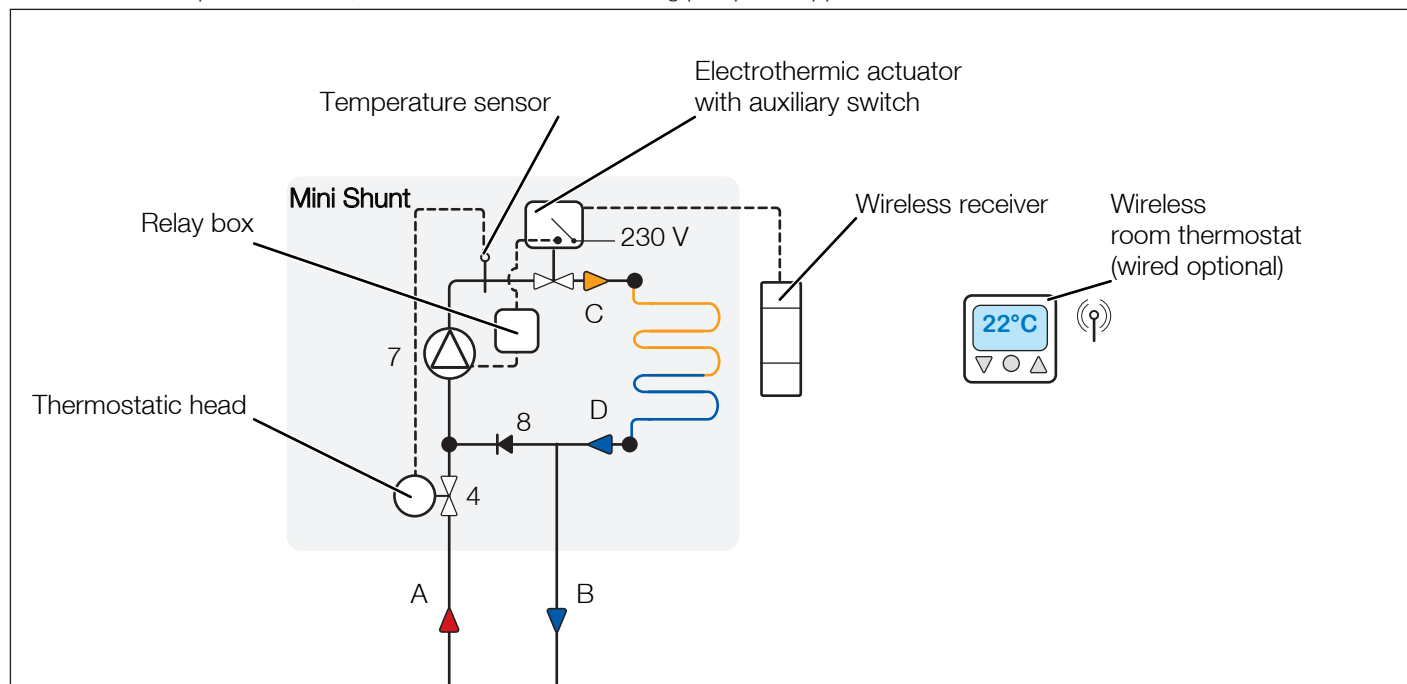 Electrothermic actuator
with auxiliary switch
Temperature sensor
Mini Shunt
Relay box
230 V
Wireless receiver
Wireless
room thermostat
(wired optional)
C
22°C
7
Thermostatic head
8
D
4
A
B